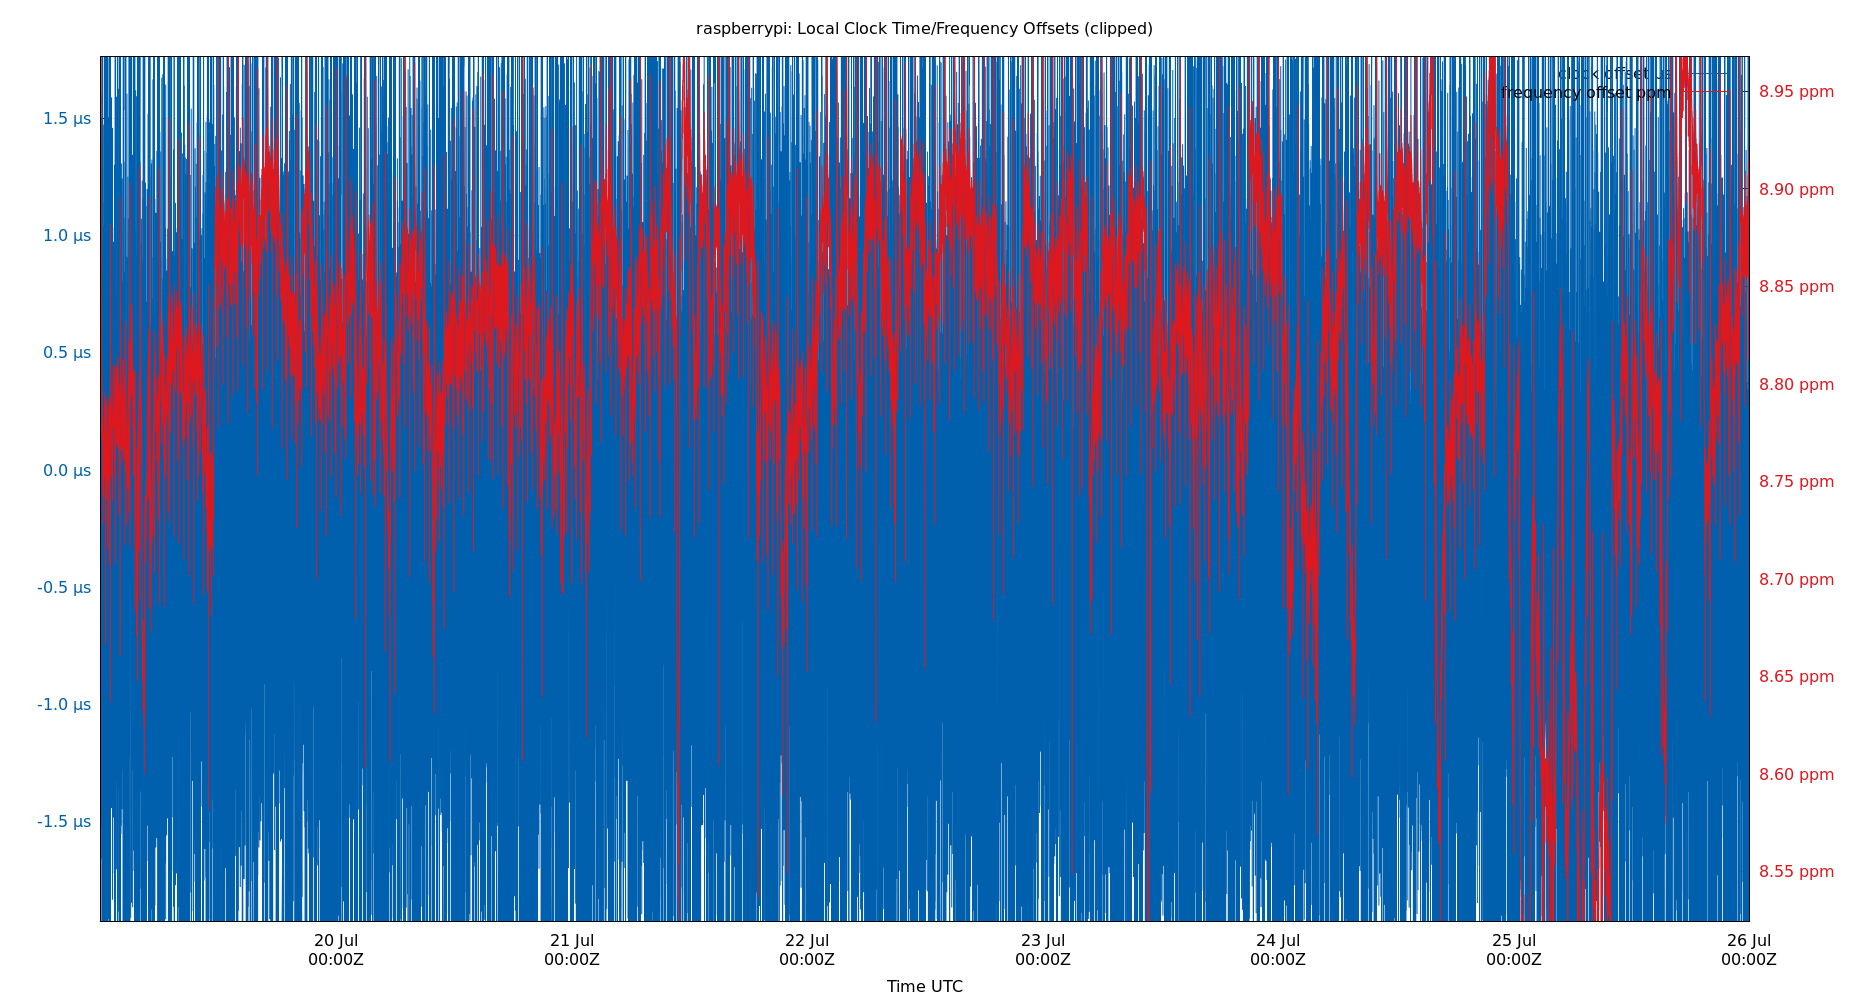 raspberrypi: Local Clock Time/Frequency Offsets (clipped)
clock offset µs
frequency offset ppm
1.5 µs
1.0 µs
0.5 µs
0.0 µs
-0.5 µs
-1.0 µs
-1.5 µs
8.95 ppm
8.90 ppm
8.85 ppm
8.80 ppm
8.75 ppm
8.70 ppm
8.65 ppm
8.60 ppm
8.55 ppm
20 Jul
00:00Z
21 Jul
00:00Z
22 Jul
00:00Z
23 Jul
00:00Z
24 Jul
00:00Z
25 Jul
00:00Z
26 Jul
00:00Z
Time UTC